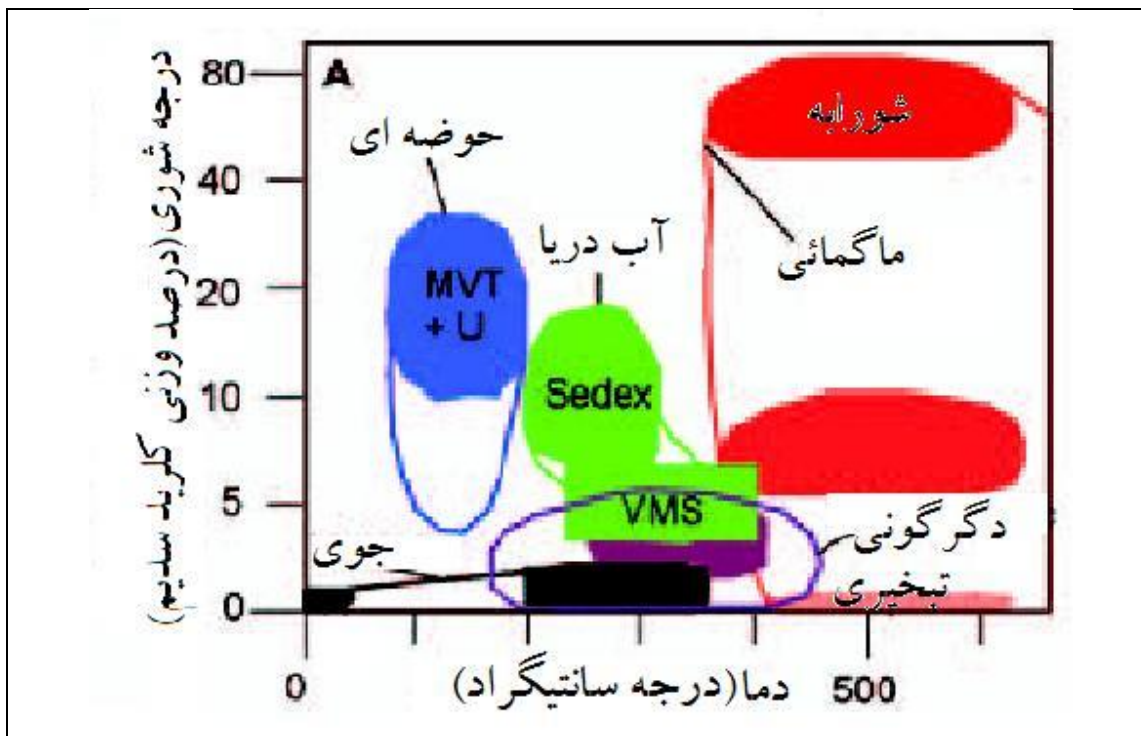 A
درجه شوری(درصد وزنی کلرید سدیم)
80
40
20
10
5
0
شورابه
حوضه ای
آب دریا
ماگمائی
MVT
+ U
Sedex
VMS
دگرگونی
تبخیری
جوی
0
500
دما(درجه سانتیگراد)